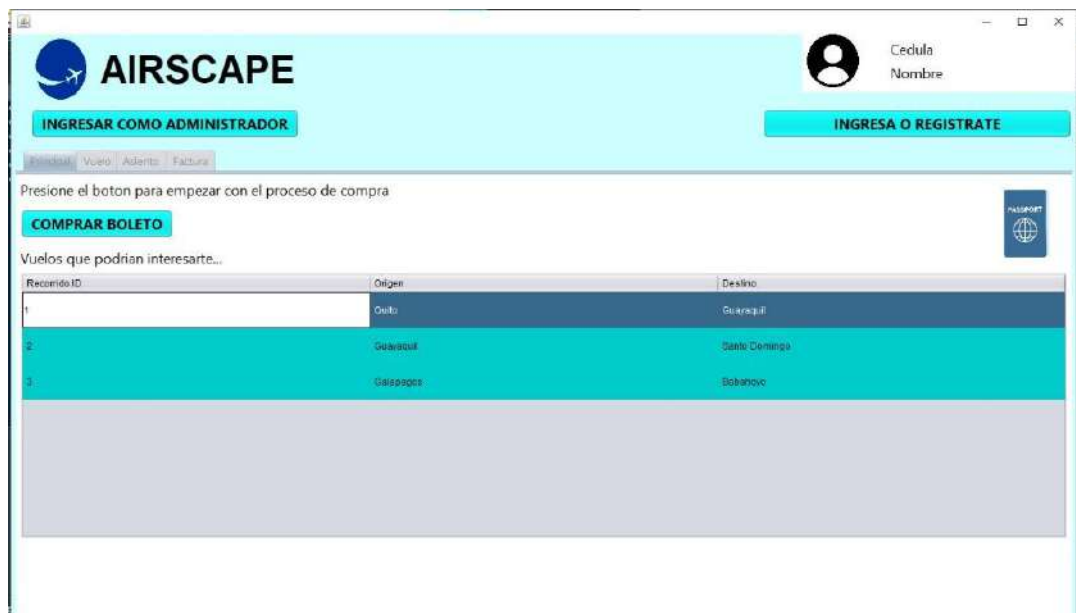 AIRSCAPE
Cedula
Nombre
INGRESAR COMO ADMINISTRADOR
INGRESA O REGISTRATE
Principal Vuelo Asiento Factura
Presione el boton para empezar con el proceso de compra
PASSPORT
COMPRAR BOLETO
Vuelos que podrian interesarte...
Recorrido ID Origen Destino
1 Quito Guayaquil
2 Guayaquil Santo Domingo
3 Galapagos Babahoyo